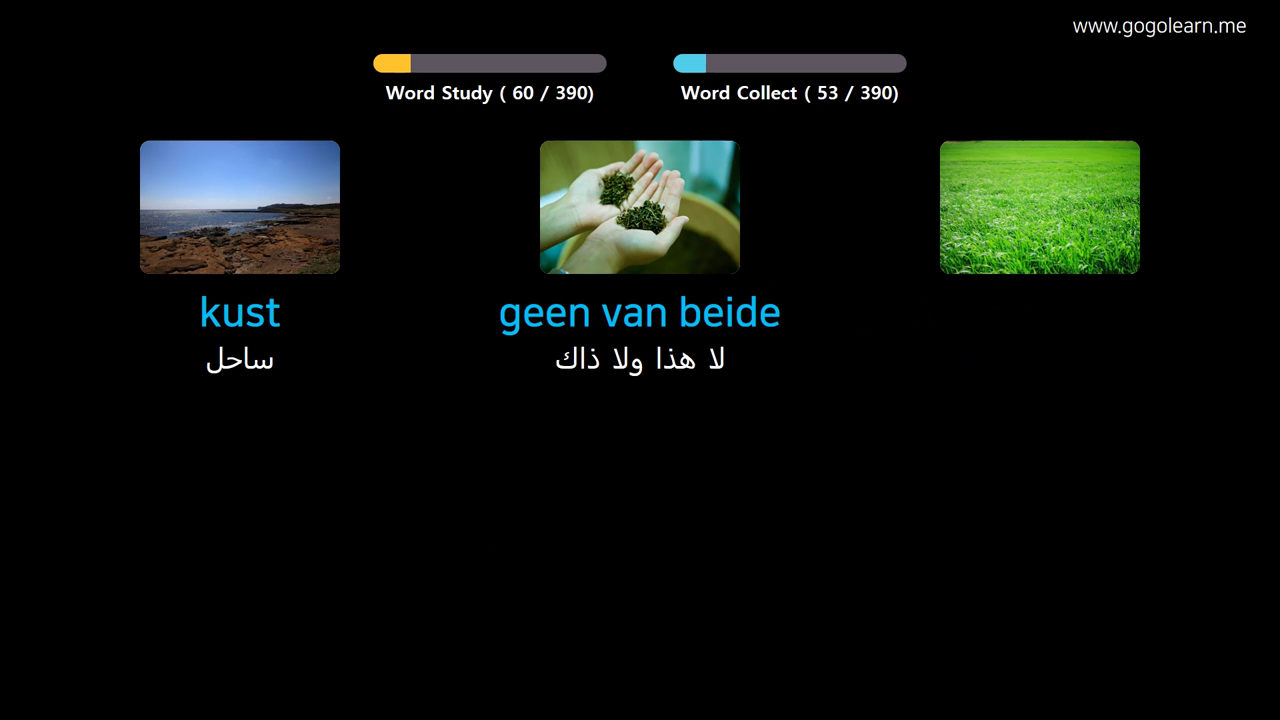 www.gogolearn.me
Word Study ( 60 / 390)
Word Collect ( 53 / 390)
kust
ساحل
geen van beide
لا هذا ولا ذاك